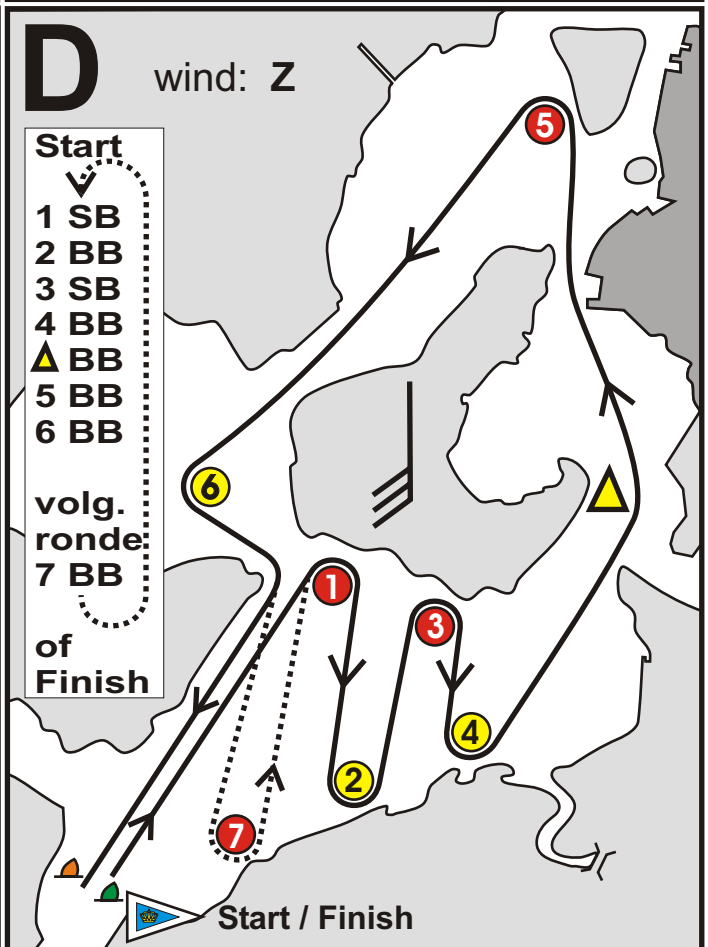 D
wind: Z
Start
1 SB
2 BB
3 SB
4 BB
BB
5 BB
6 BB
volg.
ronde
7 BB
of
Finish
5
6
1
3
4
2
7
Start / Finish